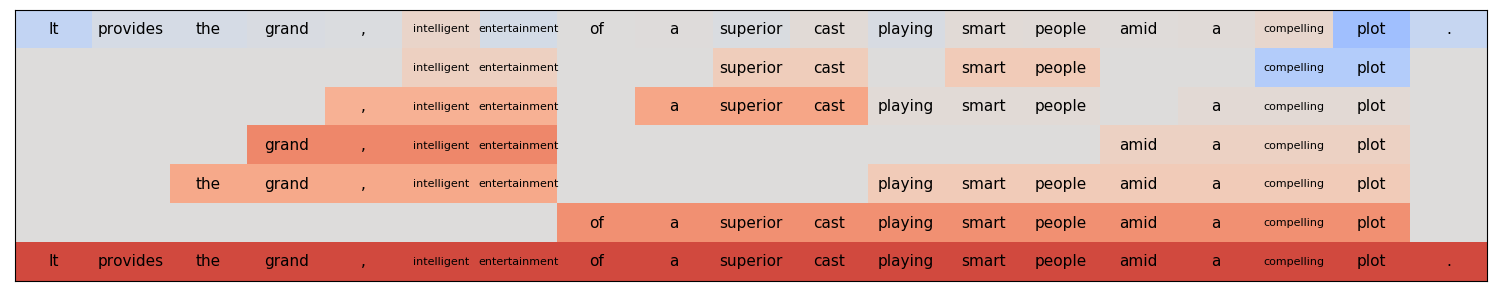 It provides the grand , intelligent entertainment of a superior cast playing smart people amid a compelling plot .
intelligent entertainment superior cast smart people compelling plot
, intelligent entertainment a superior cast playing smart people a compelling plot
grand , intelligent entertainment amid a compelling plot
the grand , intelligent entertainment playing smart people amid a compelling plot
of a superior cast playing smart people amid a compelling plot
It provides the grand , intelligent entertainment of a superior cast playing smart people amid a compelling plot .